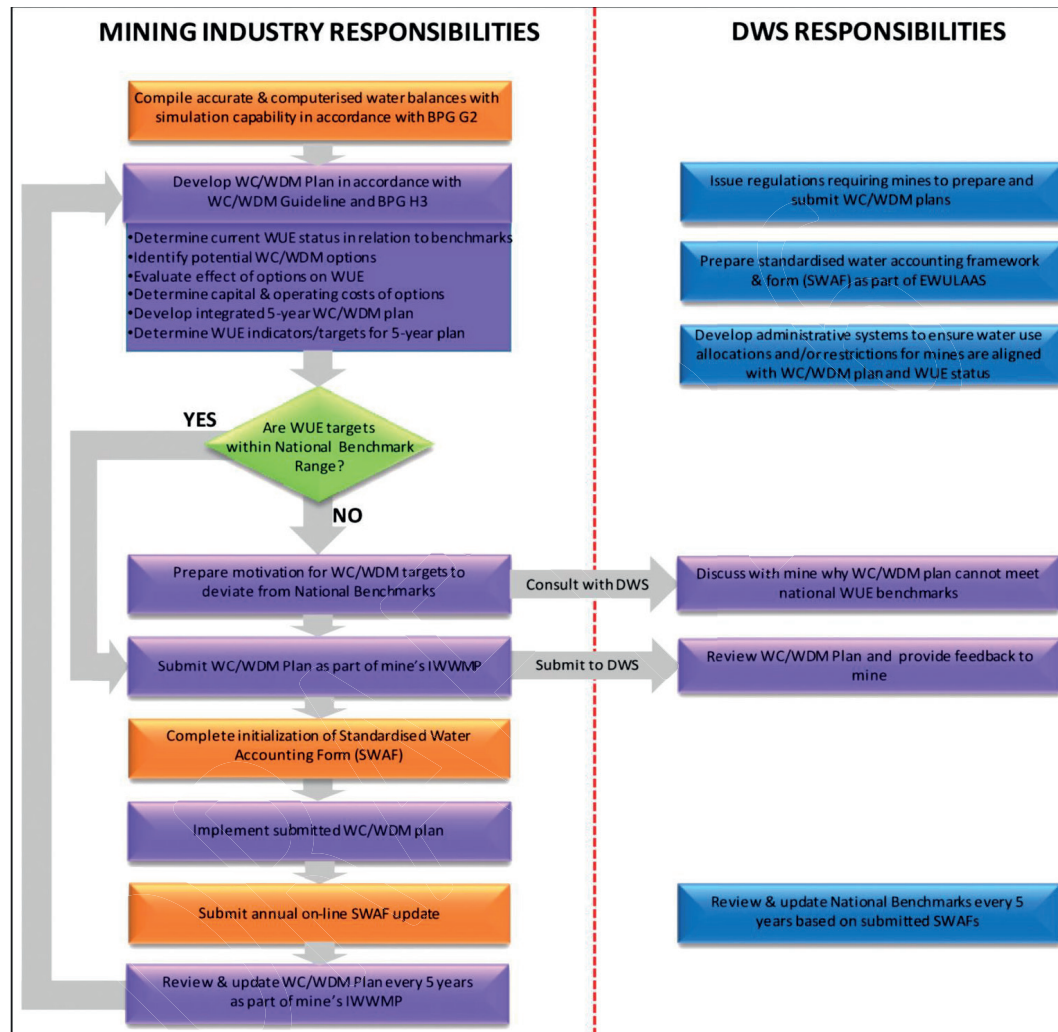 MINING INDUSTRY RESPONSIBILITIES
Compile accurate & computerised water balances with
simulation capability in accordance with BPG G2
Develop WC/WDM Plan in accordance with
WC/WDM Guideline and BPG H3
•Determine current WUE status in relation to benchmarks
•Identify potential WC/WDM options
•Evaluate effect of options on WUE
•Determine capital & operating costs of options
•Develop integrated 5-year WC/WDM plan
•Determine WUE indicators/targets for 5-year plan
YES
Are WUE targets
within National Benchmark
Range?
NO
Prepare motivation for WC/WDM targets to
deviate from National Benchmarks
Consult with DWS
Submit WC/WDM Plan as part of mine's IWWMP
Submit to DWS
Complete initialization of Standardised Water
Accounting Form (SWAF)
Implement submitted WC/WDM plan
Submit annual on-line SWAF update
Review & update WC/WDM Plan every 5 years
as part of mine's IWWMP
DWS RESPONSIBILITIES
Issue regulations requiring mines to prepare and
submit WC/WDM plans
Prepare standardised water accounting framework
& form (SWAF) as part of EWULAAS
Develop administrative systems to ensure water use
allocations and/or restrictions for mines are aligned
with WC/WDM plan and WUE status
Discuss with mine why WC/WDM plan cannot meet
national WUE benchmarks
Review WC/WDM Plan and provide feedback to
mine
Review & update National Benchmarks every 5
years based on submitted SWAFs